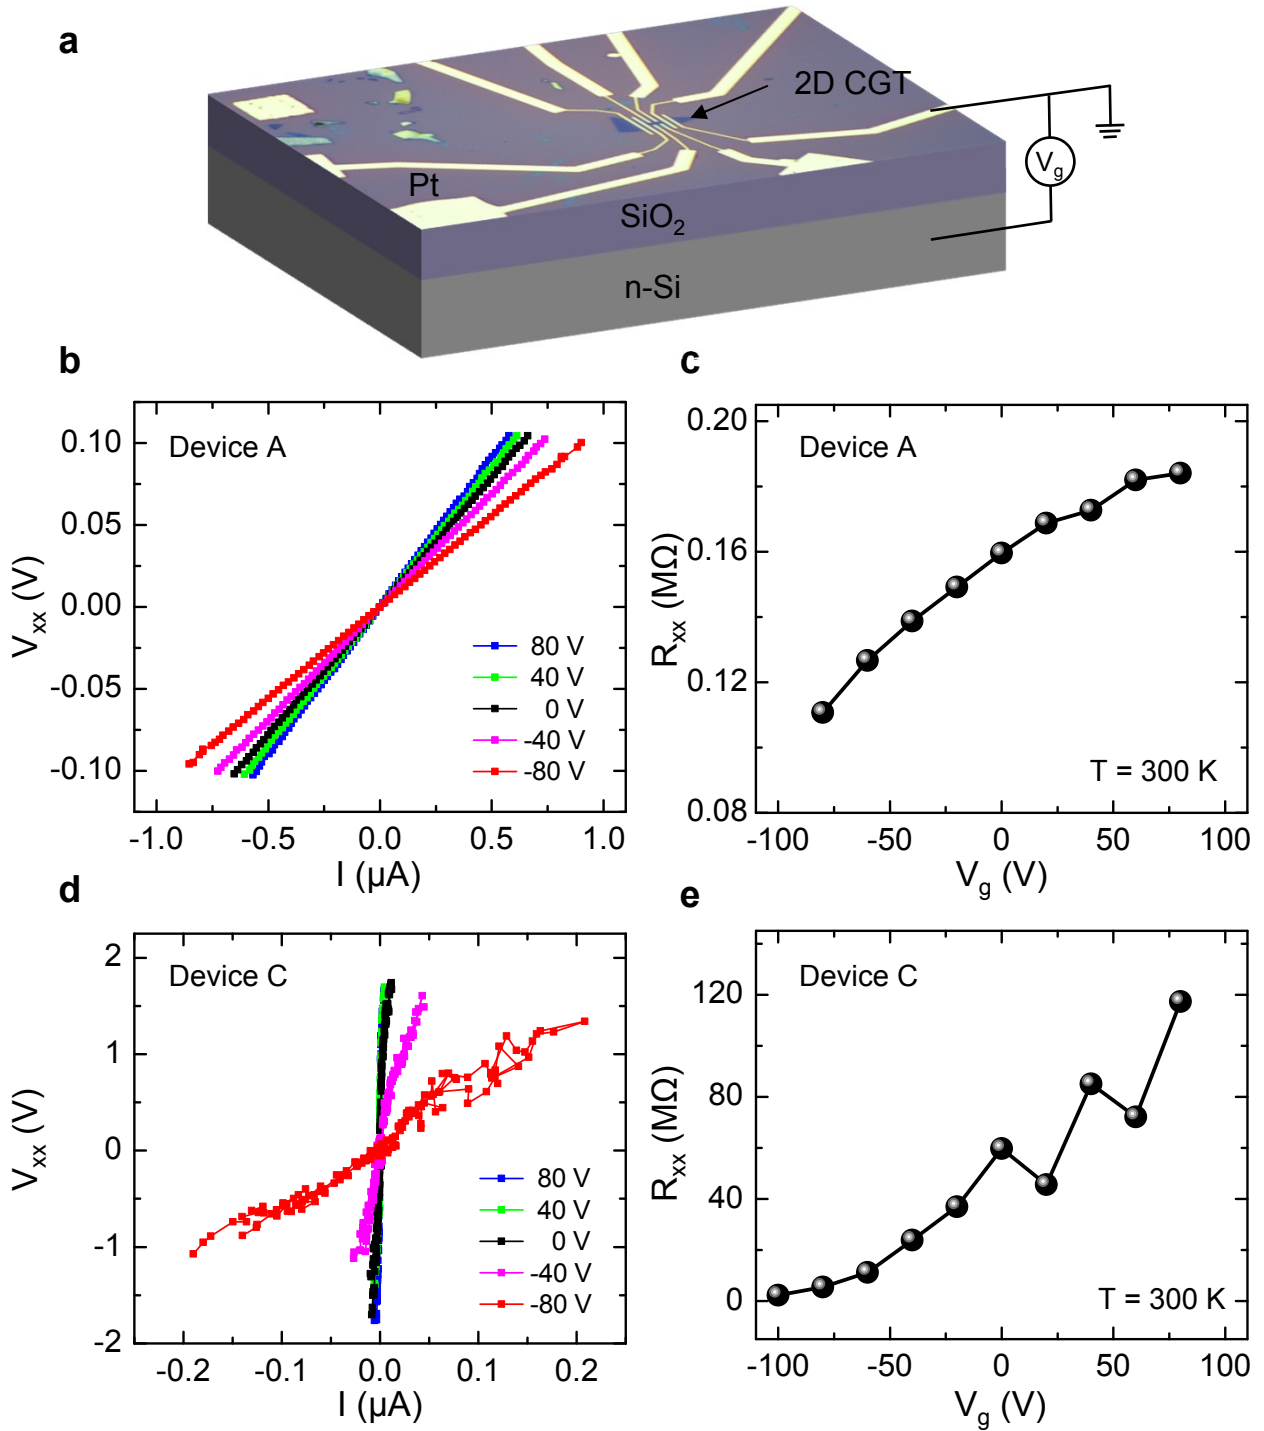 a
2D CGT
Vg
Pt
SiO2
n-Si
b
Device A
0.10
0.05
0.00
-0.05
-0.10
Vxx (V)
80 V
40 V
0 V
-40 V
-80 V
-1.0 -0.5 0.0 0.5 1.0
I (µA)
c
Device A
0.20
0.16
0.12
0.08
Rxx (MΩ)
T = 300 K
-100 -50 0 50 100
Vg (V)
d
Device C
2
1
0
-1
-2
Vxx (V)
80 V
40 V
0 V
-40 V
-80 V
-0.2 -0.1 0.0 0.1 0.2
I (µA)
e
Device C
120
80
40
0
Rxx (MΩ)
T = 300 K
-100 -50 0 50 100
Vg (V)